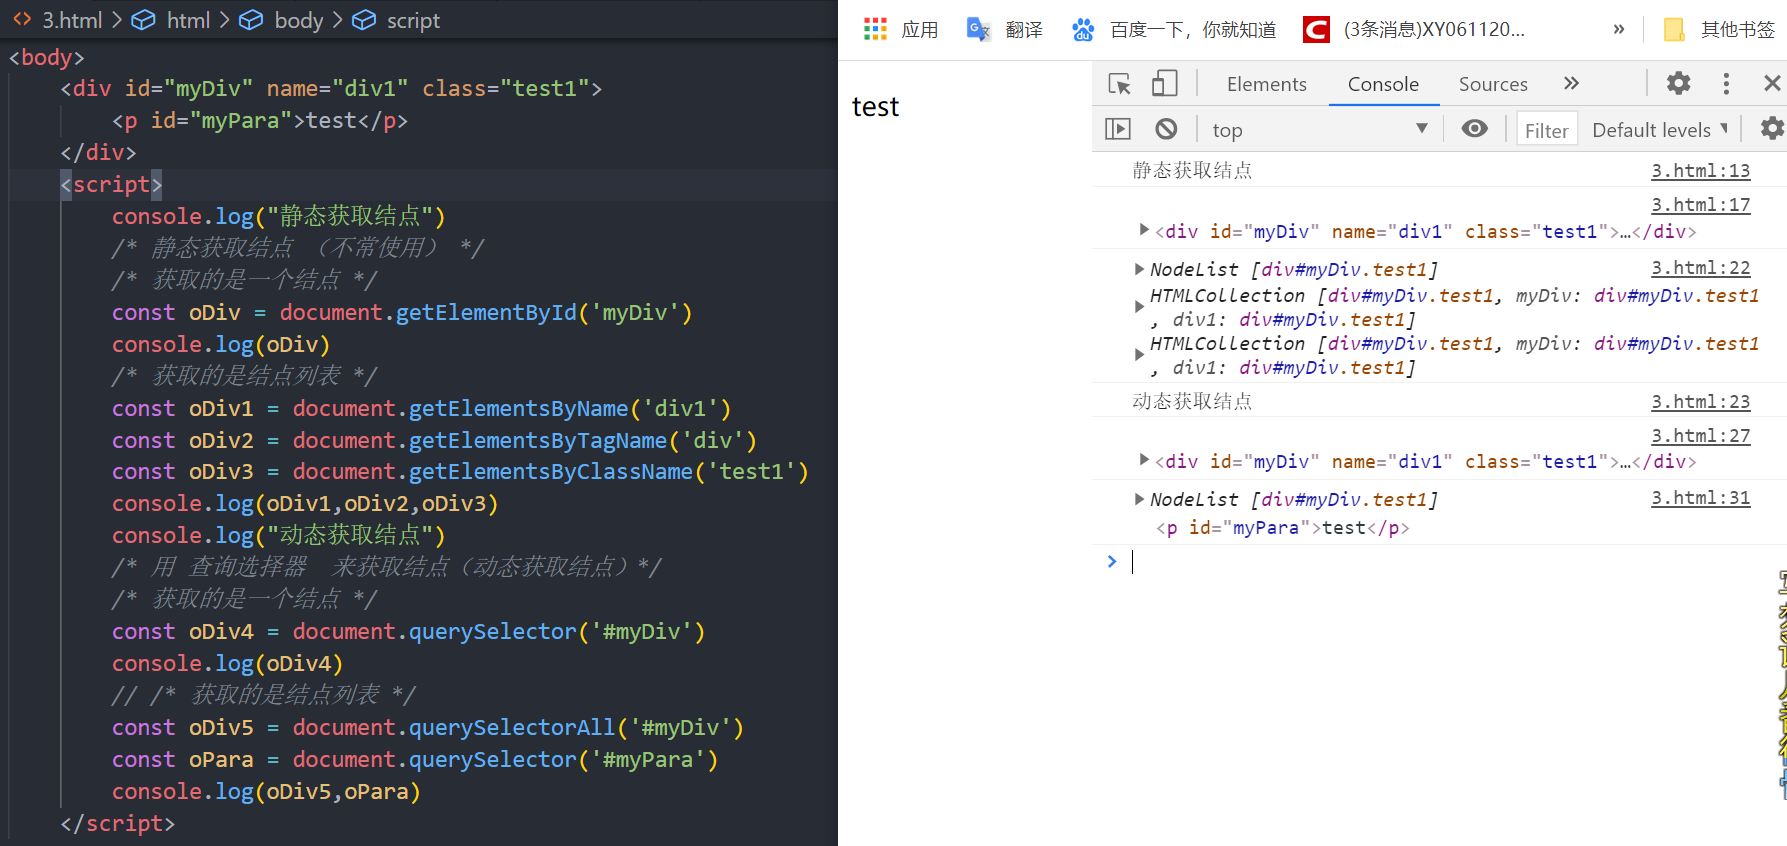 3.html > html > body > script
<body>
<div id="myDiv" name="div1" class="test1">
<p id="myPara">test</p>
</div>
<script>
console.log("静态获取结点")
/* 静态获取结点 （不常使用） */
/* 获取的是一个结点 */
const oDiv = document.getElementById('myDiv')
console.log(oDiv)
/* 获取的是结点列表 */
const oDiv1 = document.getElementsByName('div1')
const oDiv2 = document.getElementsByTagName('div')
const oDiv3 = document.getElementsByClassName('test1')
console.log(oDiv1,oDiv2,oDiv3)
console.log("动态获取结点")
/* 用 查询选择器  来获取结点（动态获取结点）*/
/* 获取的是一个结点 */
const oDiv4 = document.querySelector('#myDiv')
console.log(oDiv4)
// /* 获取的是结点列表 */
const oDiv5 = document.querySelectorAll('#myDiv')
const oPara = document.querySelector('#myPara')
console.log(oDiv5,oPara)
</script>
应用 翻译 百度一下，你就知道 (3条消息)XY061120... » 其他书签
test
Elements Console Sources »
top Filter Default levels
静态获取结点 3.html:13
3.html:17
<div id="myDiv" name="div1" class="test1">…</div>
NodeList [div#myDiv.test1] 3.html:22
HTMLCollection [div#myDiv.test1, myDiv: div#myDiv.test1
, div1: div#myDiv.test1]
HTMLCollection [div#myDiv.test1, myDiv: div#myDiv.test1
, div1: div#myDiv.test1]
动态获取结点 3.html:23
3.html:27
<div id="myDiv" name="div1" class="test1">…</div>
NodeList [div#myDiv.test1] 3.html:31
<p id="myPara">test</p>
>